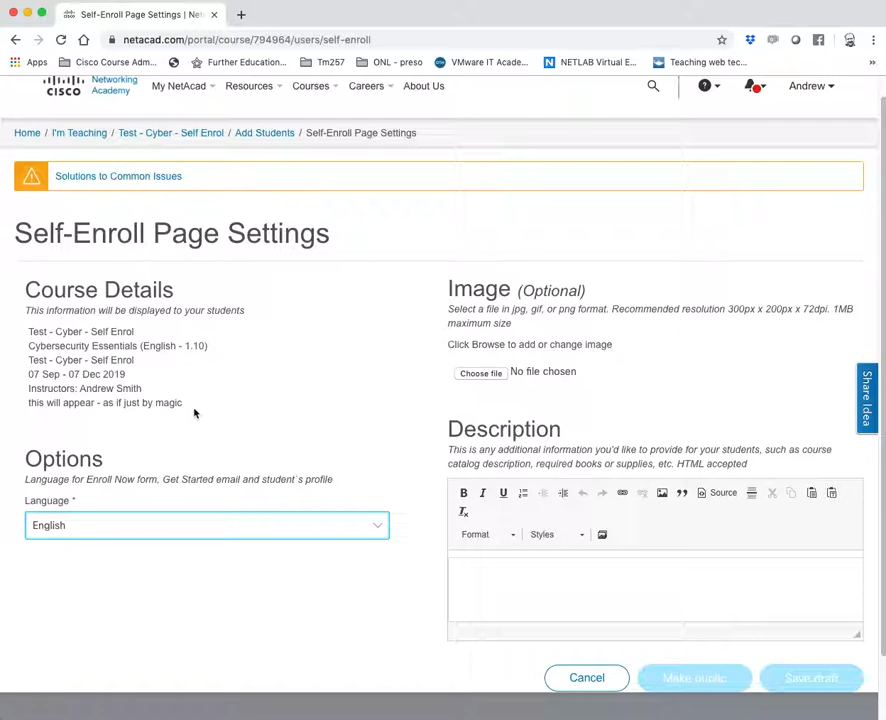 Self-Enroll Page Settings | Net
netacad.com/portal/course/794964/users/self-enroll
Apps Cisco Course Adm... Further Education... Tm257 ONL - preso VMware IT Acade... NETLAB Virtual E... Teaching web tec...
CISCO Networking Academy My NetAcad Resources Courses Careers About Us Andrew
Home / I'm Teaching / Test - Cyber - Self Enrol / Add Students / Self-Enroll Page Settings
Solutions to Common Issues
Self-Enroll Page Settings
Course Details
This information will be displayed to your students
Test - Cyber - Self Enrol
Cybersecurity Essentials (English - 1.10)
Test - Cyber - Self Enrol
07 Sep - 07 Dec 2019
Instructors: Andrew Smith
this will appear - as if just by magic
Options
Language for Enroll Now form, Get Started email and student`s profile
Language *
English
Image (Optional)
Select a file in jpg, gif, or png format. Recommended resolution 300px x 200px x 72dpi. 1MB
maximum size
Click Browse to add or change image
Choose file No file chosen
Share Idea
Description
This is any additional information you'd like to provide for your students, such as course
catalog description, required books or supplies, etc. HTML accepted
B I U Source
Format Styles
Cancel Make public Save draft